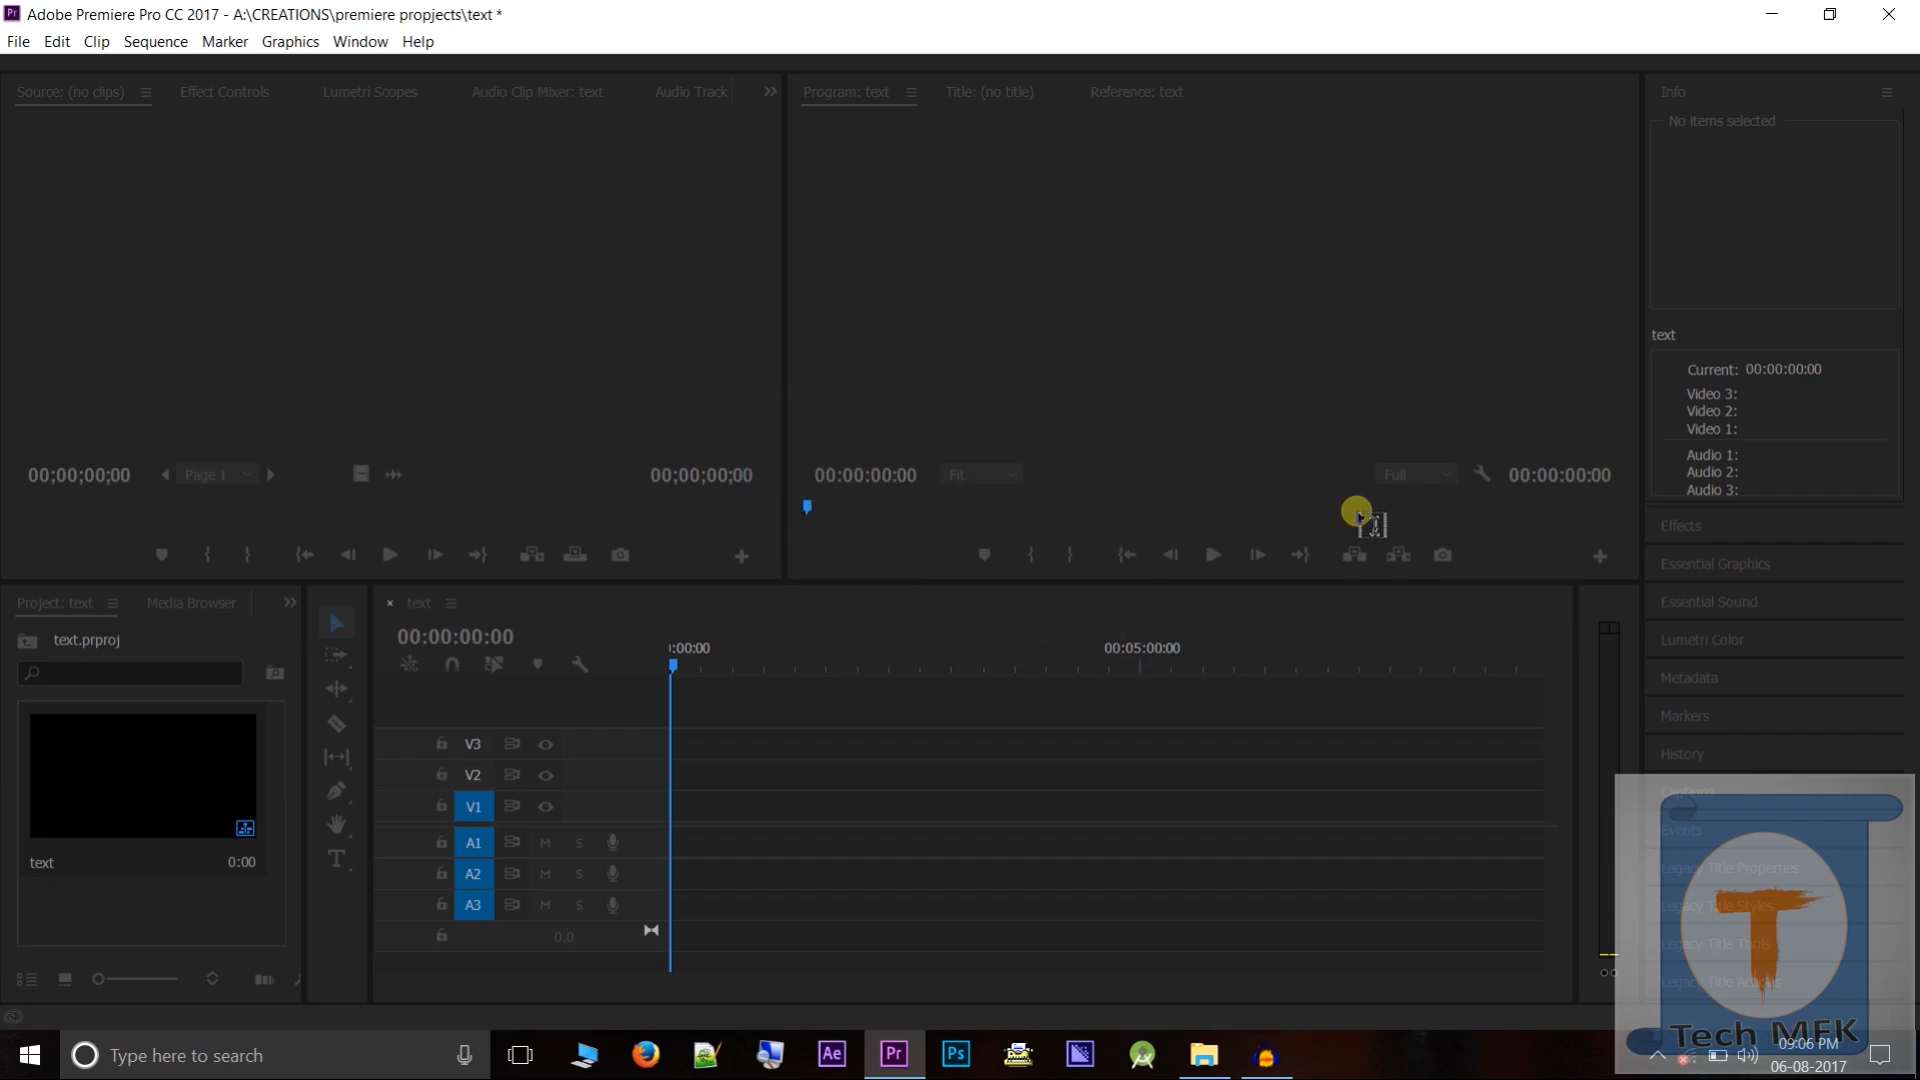 Adobe Premiere Pro CC 2017 - A:\CREATIONS\premiere propjects\text *
File Edit Clip Sequence Marker Graphics Window Help
Source: (no clips) Effect Controls Lumetri Scopes Audio Clip Mixer: text Audio Track
Program: text Title: (no title) Reference: text
Info
No items selected
text
Current: 00:00:00:00
Video 3:
Video 2:
Video 1:
Audio 1:
Audio 2:
Audio 3:
00;00;00;00 Page 1 00;00;00;00
00:00:00:00 Fit Full 00:00:00:00
Effects
Essential Graphics
Essential Sound
Lumetri Color
Metadata
Markers
History
Captions
Events
Legacy Title Properties
Legacy Title Styles
Legacy Title Tools
Legacy Title Actions
Project: text Media Browser
text.prproj
text 0:00
text
00:00:00:00
:00:00 00:05:00:00
V3
V2
V1
A1 M S
A2 M S
A3 M S
0.0
T
Tech MFK
Type here to search
Ae Pr Ps
09:06 PM
06-08-2017